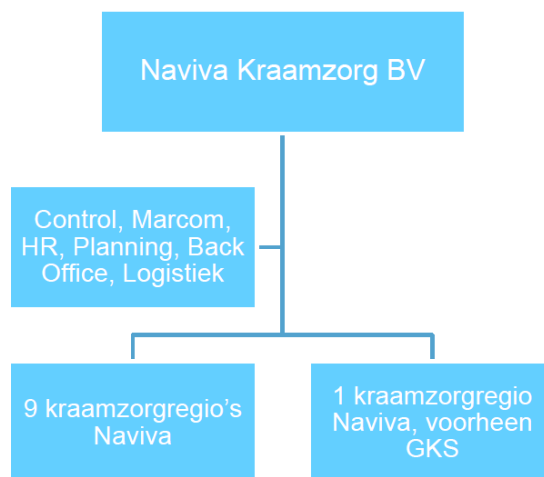 Naviva Kraamzorg BV
Control, Marcom,
HR, Planning, Back
Office, Logistiek
9 kraamzorgregio's
Naviva
1 kraamzorgregio
Naviva, voorheen
GKS